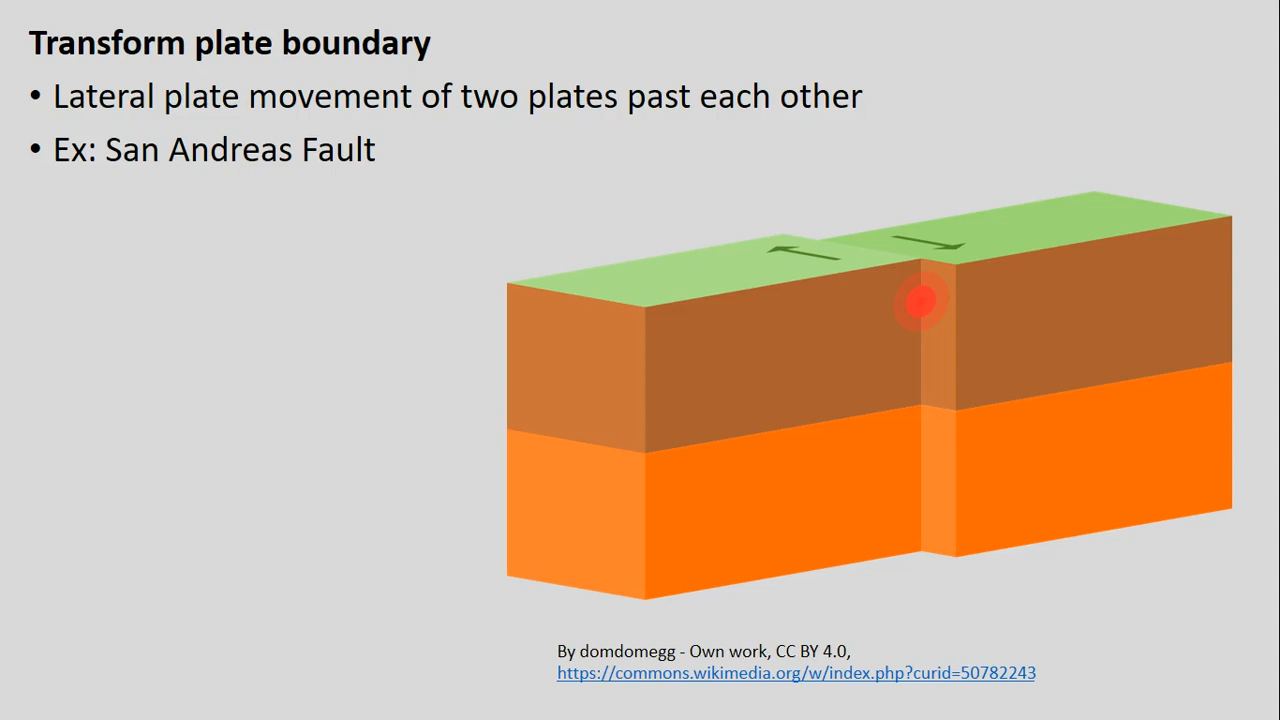 Transform plate boundary
• Lateral plate movement of two plates past each other
• Ex: San Andreas Fault
By domdomegg - Own work, CC BY 4.0,
https://commons.wikimedia.org/w/index.php?curid=50782243